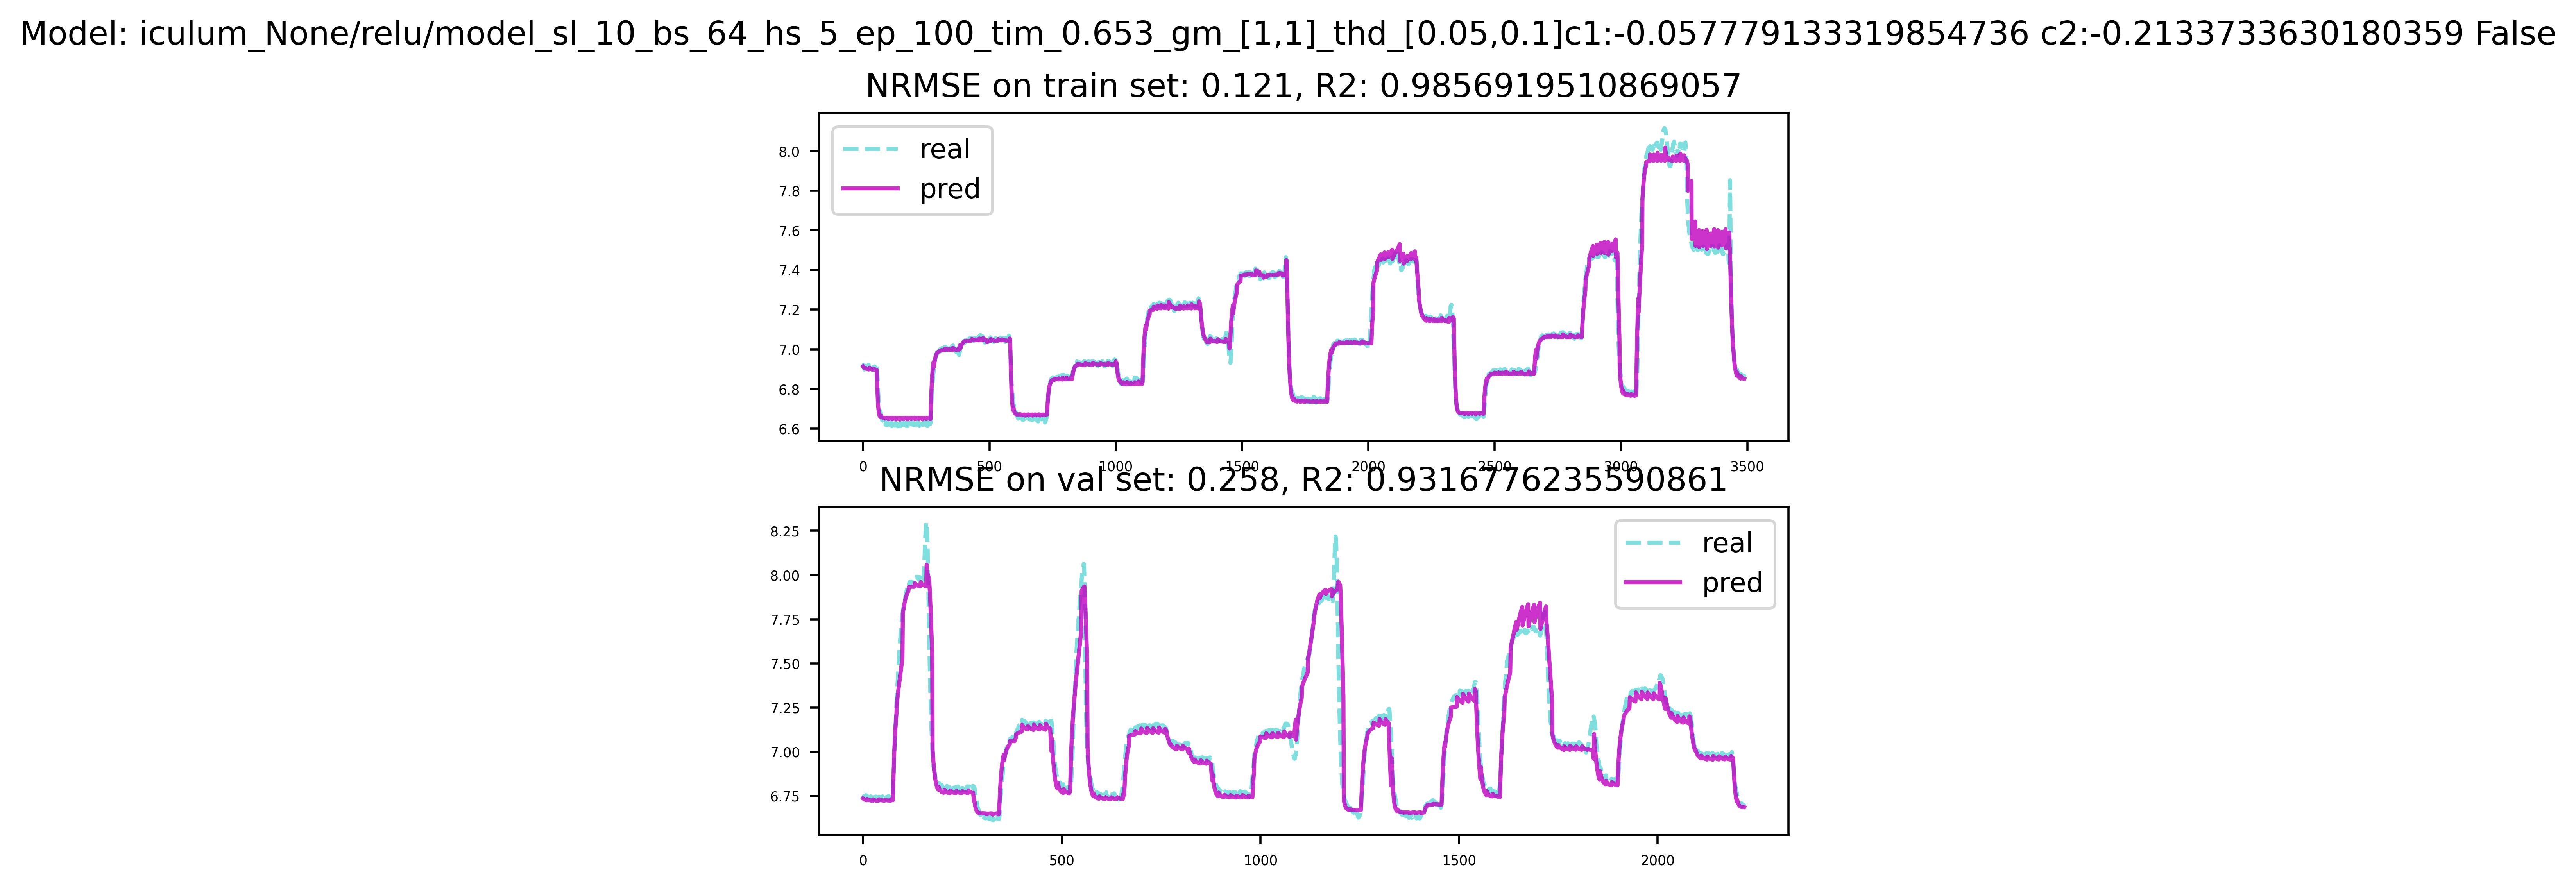 Model: iculum_None/relu/model_sl_10_bs_64_hs_5_ep_100_tim_0.653_gm_[1,1]_thd_[0.05,0.1]c1:-0.057779133319854736 c2:-0.2133733630180359 False
NRMSE on train set: 0.121, R2: 0.9856919510869057
real
pred
8.0
7.8
7.6
7.4
7.2
7.0
6.8
6.6
0 500 1000 1500 2000 2500 3000 3500
NRMSE on val set: 0.258, R2: 0.9316776235590861
real
pred
8.25
8.00
7.75
7.50
7.25
7.00
6.75
0 500 1000 1500 2000